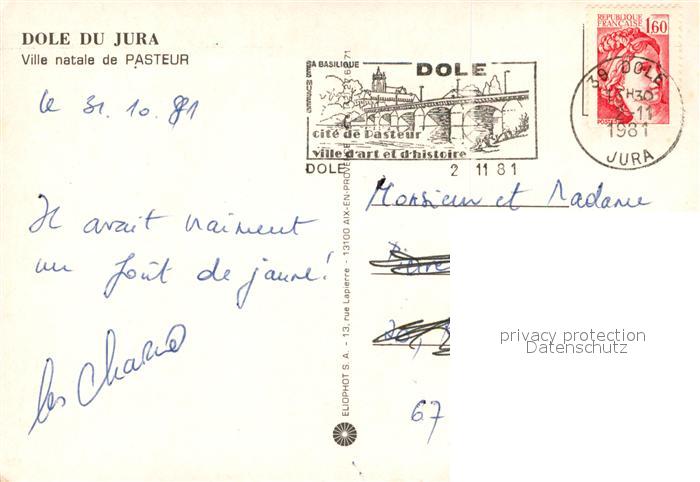 DOLE DU JURA
Ville natale de PASTEUR
le 31. 10. 81
Il avait vraiment
un goût de jaune!
les
SA BASILIQUE
DOLE
cité de Pasteur
ville d'art et d'histoire
DOLE 2 11 81
REPUBLIQUE
FRANÇAISE
1,60
39 DOLE
1981
JURA
ELIOPHOT S.A. - 13, rue Lapierre - 13100 AIX-EN-PROVENCE
Monsieur et Madame
67
privacy protection
Datenschutz